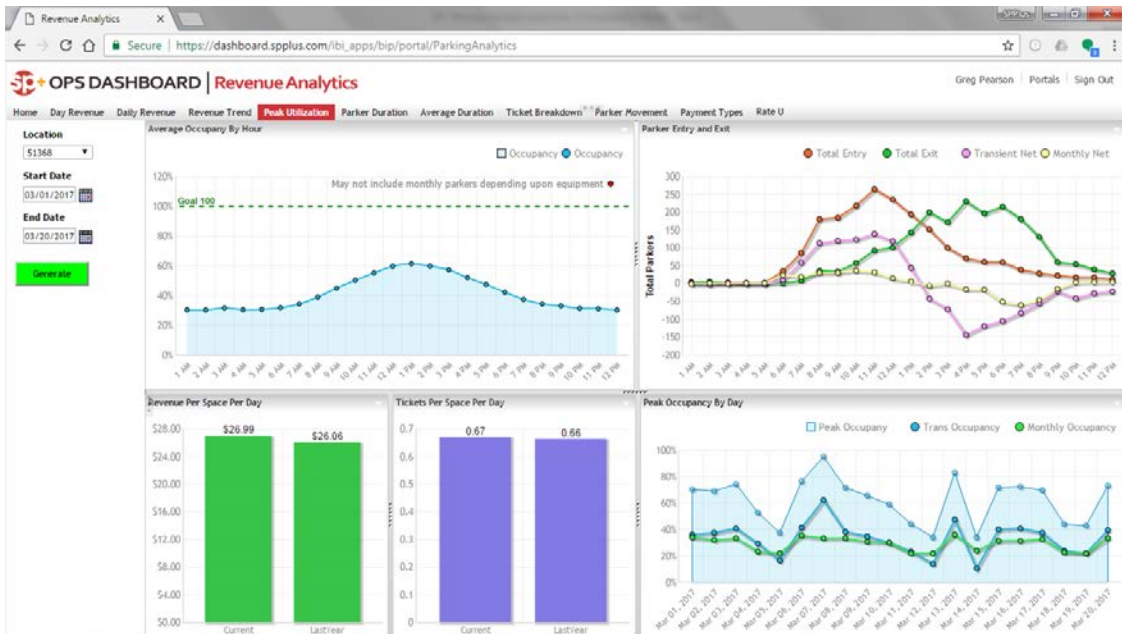 Revenue Analytics
Secure | https://dashboard.spplus.com/ibi_apps/bip/portal/ParkingAnalytics
sp+ OPS DASHBOARD | Revenue Analytics
Greg Pearson | Portals | Sign Out
Home Day Revenue Daily Revenue Revenue Trend Peak Utilization Parker Duration Average Duration Ticket Breakdown Parker Movement Payment Types Rate U
Location
51368
Start Date
03/01/2017
End Date
03/20/2017
Generate
Average Occupany By Hour
Occupancy Occupancy
May not include monthly parkers depending upon equipment
Goal 100
120%
100%
80%
60%
40%
20%
0%
1 AM 2 AM 3 AM 4 AM 5 AM 6 AM 7 AM 8 AM 9 AM 10 AM 11 AM 12 AM 1 PM 2 PM 3 PM 4 PM 5 PM 6 PM 7 PM 8 PM 9 PM 10 PM 11 PM 12 PM
Parker Entry and Exit
Total Entry Total Exit Transient Net Monthly Net
Total Parkers
300
250
200
150
100
50
0
-50
-100
-150
-200
1 AM 2 AM 3 AM 4 AM 5 AM 6 AM 7 AM 8 AM 9 AM 10 AM 11 AM 12 AM 1 PM 2 PM 3 PM 4 PM 5 PM 6 PM 7 PM 8 PM 9 PM 10 PM 11 PM 12 PM
Revenue Per Space Per Day
$28.00
$24.00
$20.00
$16.00
$12.00
$8.00
$4.00
$0.00
$26.99
$26.06
Current LastYear
Tickets Per Space Per Day
0.7
0.6
0.5
0.4
0.3
0.2
0.1
0
0.67
0.66
Current LastYear
Peak Occupancy By Day
Peak Occupany Trans Occupancy Monthly Occupancy
100%
80%
60%
40%
20%
0%
Mar 01, 2017 Mar 02, 2017 Mar 03, 2017 Mar 04, 2017 Mar 05, 2017 Mar 06, 2017 Mar 07, 2017 Mar 08, 2017 Mar 09, 2017 Mar 10, 2017 Mar 11, 2017 Mar 12, 2017 Mar 13, 2017 Mar 14, 2017 Mar 15, 2017 Mar 16, 2017 Mar 17, 2017 Mar 18, 2017 Mar 19, 2017 Mar 20, 2017